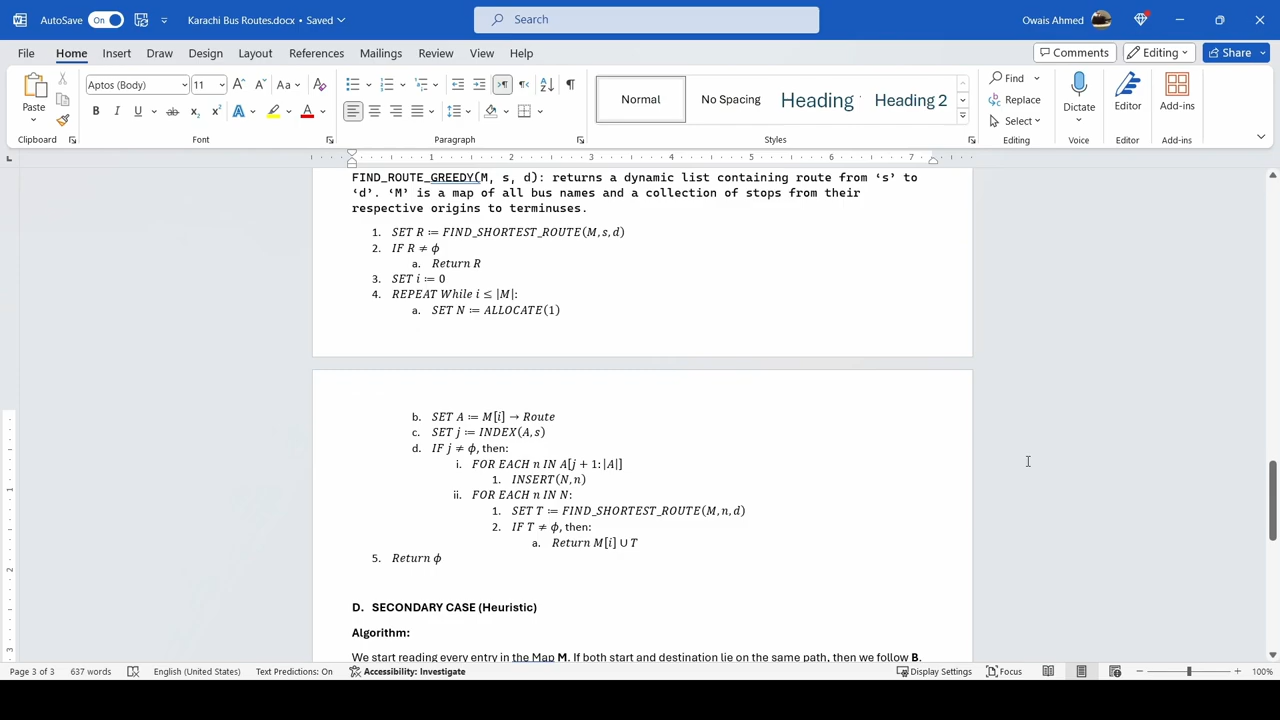 AutoSave On Karachi Bus Routes.docx • Saved Search Owais Ahmed
File Home Insert Draw Design Layout References Mailings Review View Help Comments Editing Share
Paste Aptos (Body) 11 Normal No Spacing Heading Heading 2 Find Replace Select Dictate Editor Add-ins
Clipboard Font Paragraph Styles Editing Voice Editor Add-ins
1 2 3 4 5 6 7
FIND_ROUTE_GREEDY(M, s, d): returns a dynamic list containing route from ‘s’ to
‘d’. ‘M’ is a map of all bus names and a collection of stops from their
respective origins to terminuses.
1. SET R ≔ FIND_SHORTEST_ROUTE(M, s, d)
2. IF R ≠ ϕ
a. Return R
3. SET i ≔ 0
4. REPEAT While i ≤ |M|:
a. SET N ≔ ALLOCATE(1)
b. SET A ≔ M[i] → Route
c. SET j ≔ INDEX(A, s)
d. IF j ≠ ϕ, then:
i. FOR EACH n IN A[j + 1: |A|]
1. INSERT(N, n)
ii. FOR EACH n IN N:
1. SET T ≔ FIND_SHORTEST_ROUTE(M, n, d)
2. IF T ≠ ϕ, then:
a. Return M[i] ∪ T
5. Return ϕ
D. SECONDARY CASE (Heuristic)
Algorithm:
We start reading every entry in the Map M. If both start and destination lie on the same path, then we follow B.
Page 3 of 3 637 words English (United States) Text Predictions: On Accessibility: Investigate Display Settings Focus 100%